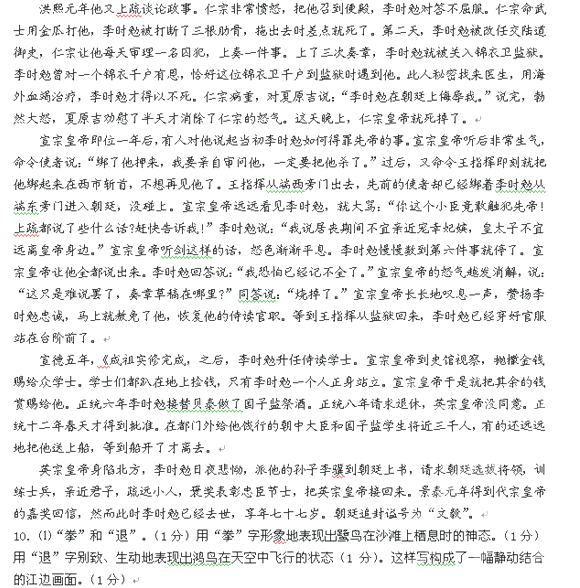 洪熙元年他又上疏谈论政事。仁宗非常愤怒，把他召到便殿，李时勉对答不屈服。仁宗命武
士用金瓜打他，李时勉被打断了三根肋骨，拖出去时差点就死了。第二天，李时勉被改任交阯道
御史，仁宗让他每天审理一名囚犯，上奏一件事。上了三次奏章，李时勉就被关入锦衣卫监狱。
李时勉曾对一个锦衣千户有恩，恰好这位锦衣卫千户到监狱时遇到他。此人秘密找来医生，用海
外血竭治疗，李时勉才得以不死。仁宗病重，对夏原吉说：“李时勉在朝廷上侮辱我。”说完，勃
然大怒，夏原吉劝慰了半天才消除了仁宗的怒气。这天晚上，仁宗皇帝就死掉了。
宣宗皇帝即位一年后，有人对他说起当初李时勉如何得罪先帝的事。宣宗皇帝听后非常生气，
命令使者说：“绑了他押来，我要亲自审问他，一定要把他杀了。”过后，又命令王指挥即刻就把
他绑起来在西市斩首，不想再见他了。王指挥从端西旁门出去，先前的使者却已经绑着李时勉从
端东旁门进入朝廷，没碰上。宣宗皇帝远远看见李时勉，就大骂：“你这个小臣竟敢触犯先帝！
上疏都说了些什么话？赶快告诉我！”李时勉说：“我说居丧期间不宜亲近宠幸妃嫔，皇太子不宜
远离皇帝身边。”宣宗皇帝听到这样的话，怒色渐渐平息。李时勉慢慢数到第六件事就停了。宣
宗皇帝让他全都说出来。李时勉回答说：“我恐怕已经记不全了。”宣宗皇帝的怒气越发消解，说：
“这只是难说罢了，奏章草稿在哪里？”回答说：“烧掉了。”宣宗皇帝长长地叹息一声，赞扬李
时勉忠诚，马上就赦免了他，恢复他的侍读官职。等到王指挥从监狱回来，李时勉已经穿好官服
站在台阶前了。
宣德五年，《成祖实修完成，之后，李时勉升任侍读学士。宣宗皇帝到史馆视察，抛撒金钱
赐给众学士。学士们都趴在地上捡钱，只有李时勉一个人正身站立。宣宗皇帝于是就把其余的钱
赏赐给他。正统六年李时勉接替贝泰做了国子监祭酒。正统八年请求退休，英宗皇帝没同意。正
统十二年春天才得到批准。在都门外给他饯行的朝中大臣和国子监学生将近三千人，有的还远远
地把他送上船，等到船开了才离去。
英宗皇帝身陷北方，李时勉日夜悲恸，派他的孙子李骥到朝廷上书，请求朝廷选拔将领，训
练士兵，亲近君子，疏远小人，褒奖表彰忠臣节士，把英宗皇帝接回来。景泰元年得到代宗皇帝
的嘉奖回信，然而此时李时勉已经去世，享年七十七岁。朝廷追封谥号为“文毅”。
10.⑴“拳”和“退”。（1 分）用“拳”字形象地表现出鹭鸟在沙滩上栖息时的神态。（1 分）
用“退”字别致、生动地表现出鸿鸟在天空中飞行的状态（1 分）。这样写构成了一幅静动结合
的江边画面。（1 分）